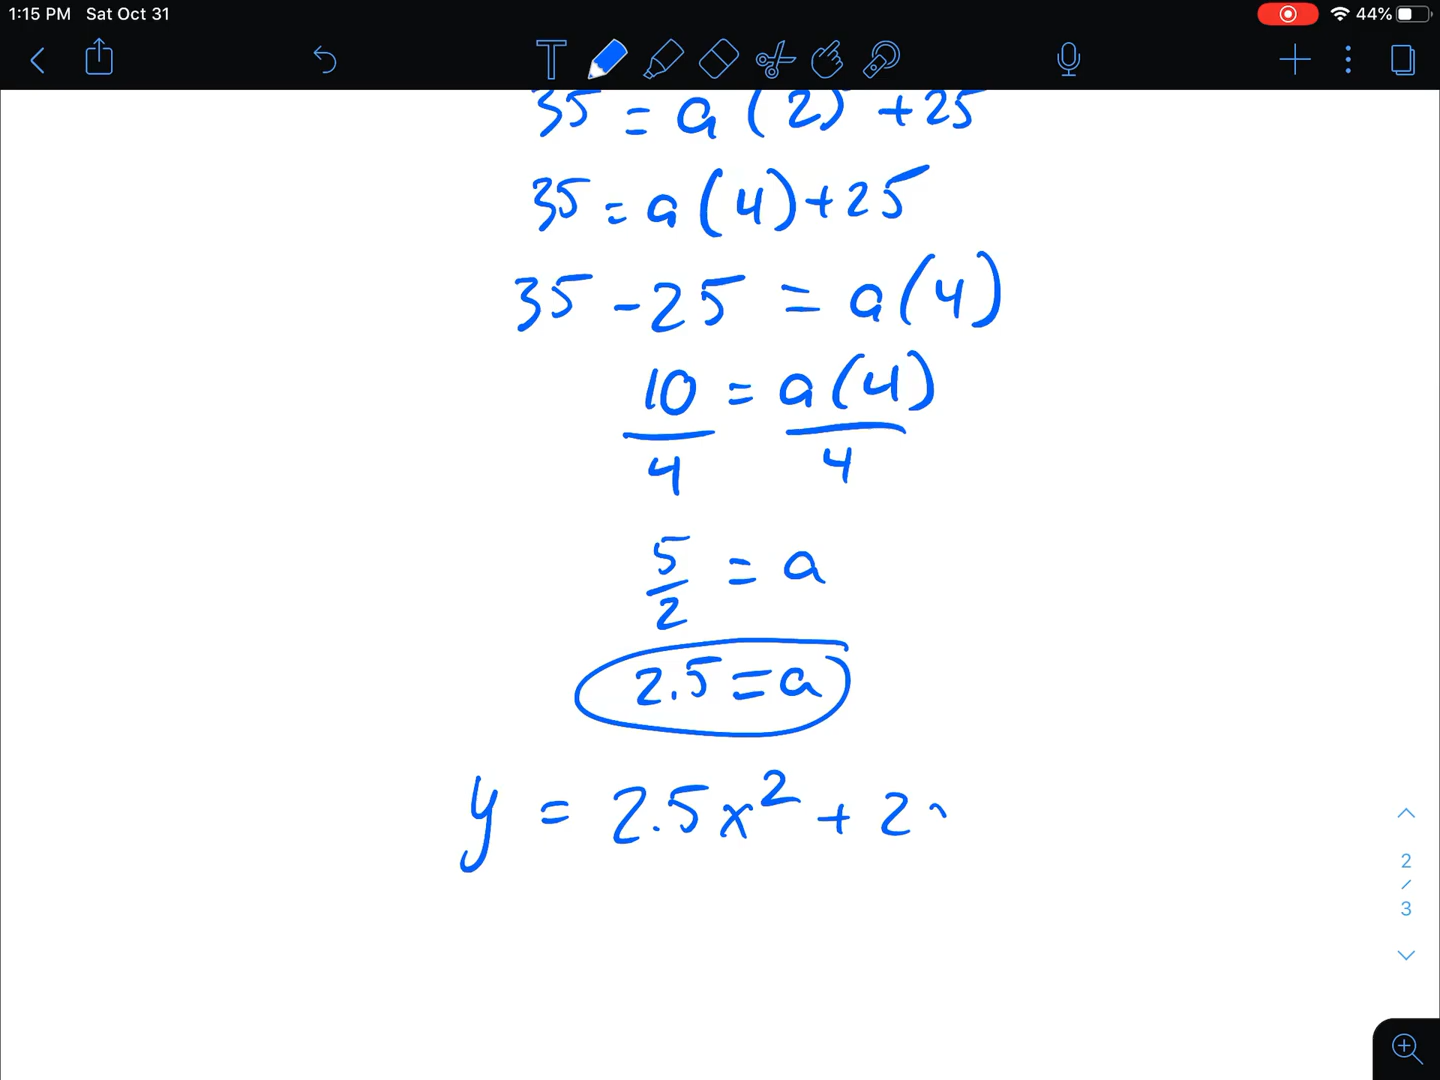 1:15 PM Sat Oct 31 44%
T
35 = a (2) + 25
35 = a (4) + 25
35 - 25 = a (4)
10 = a (4)
4 4
5
2 = a
2.5 = a
y = 2.5x² + 2
2
/
3